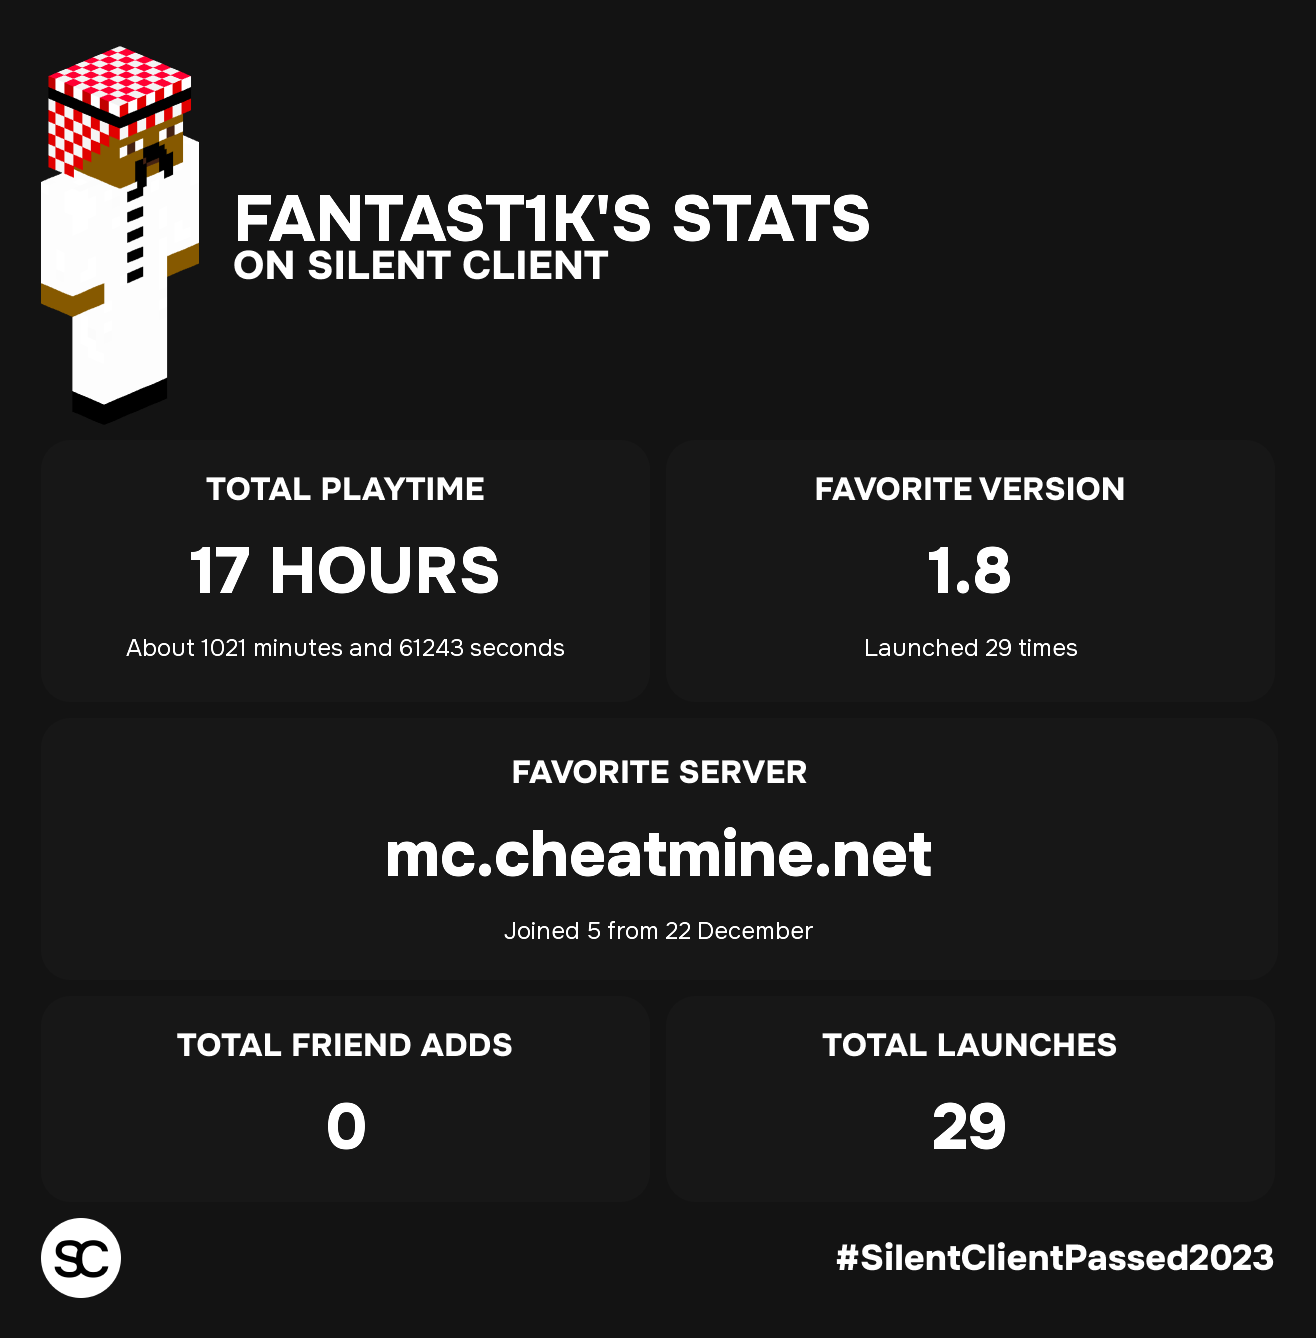 FANTAST1K'S STATS
ON SILENT CLIENT
TOTAL PLAYTIME
17 HOURS
About 1021 minutes and 61243 seconds
FAVORITE VERSION
1.8
Launched 29 times
FAVORITE SERVER
mc.cheatmine.net
Joined 5 from 22 December
TOTAL FRIEND ADDS
0
TOTAL LAUNCHES
29
SC
#SilentClientPassed2023